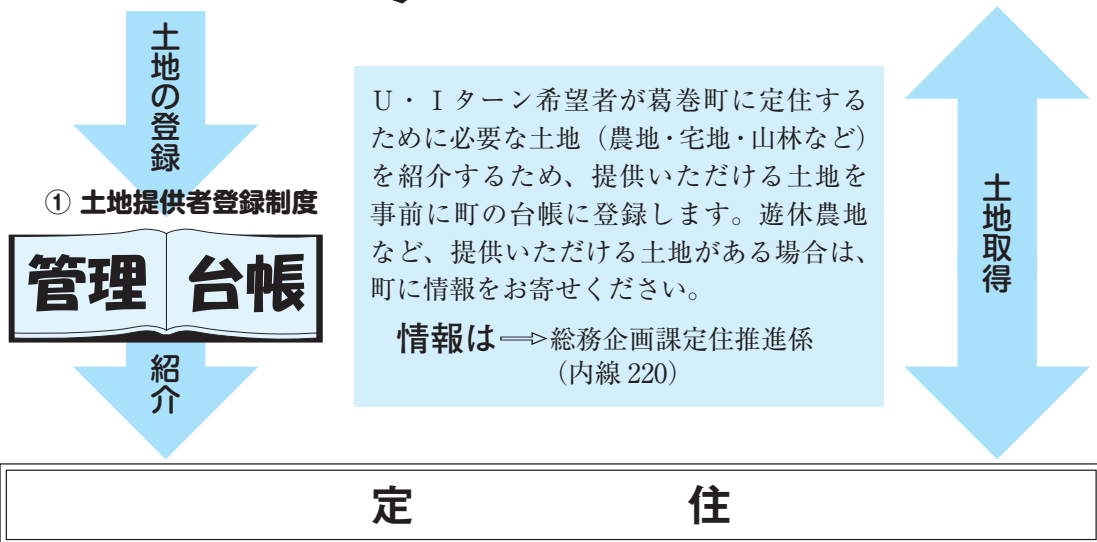 土地の登録
① 土地提供者登録制度
管理 台帳
紹介
U・Iターン希望者が葛巻町に定住する
ために必要な土地（農地・宅地・山林など）
を紹介するため、提供いただける土地を
事前に町の台帳に登録します。遊休農地
など、提供いただける土地がある場合は、
町に情報をお寄せください。
情報は⇒総務企画課定住推進係
（内線 220）
土地取得
定 住